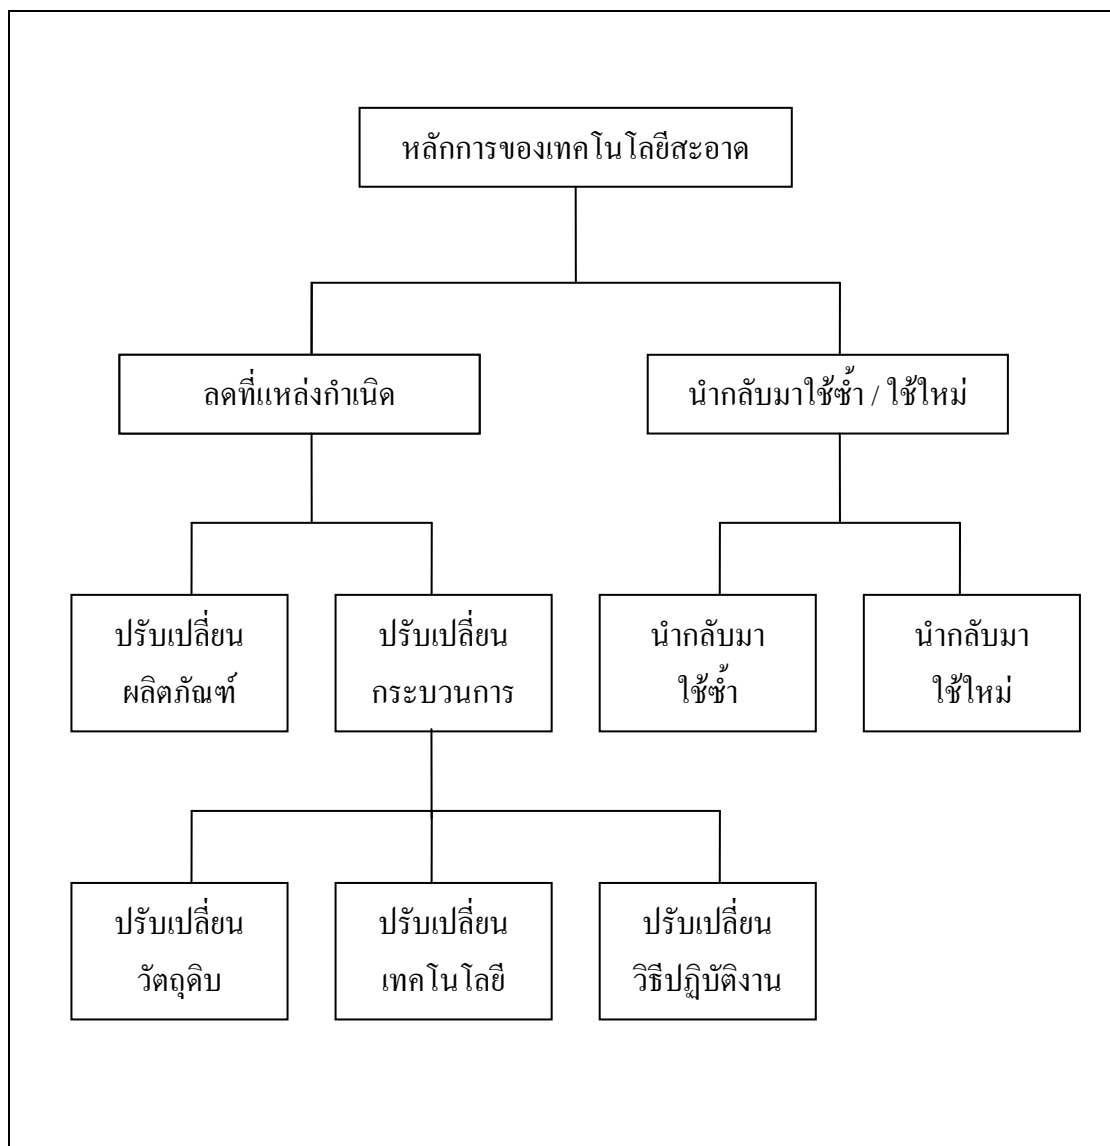 หลักการของเทคโนโลยีสะอาด
ลดที่แหล่งกำเนิด
นำกลับมาใช้ซ้ำ / ใช้ใหม่
ปรับเปลี่ยน
ผลิตภัณฑ์
ปรับเปลี่ยน
กระบวนการ
นำกลับมา
ใช้ซ้ำ
นำกลับมา
ใช้ใหม่
ปรับเปลี่ยน
วัตถุดิบ
ปรับเปลี่ยน
เทคโนโลยี
ปรับเปลี่ยน
วิธีปฏิบัติงาน